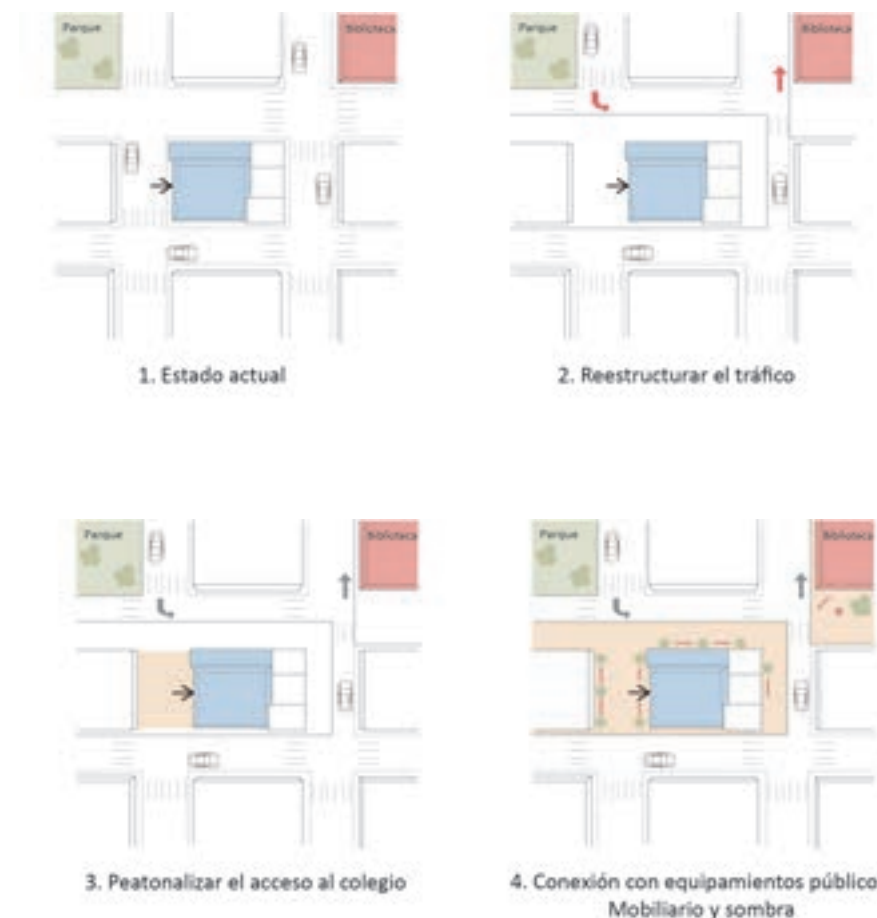 Parque
Biblioteca
Parque
Biblioteca
1. Estado actual
2. Reestructurar el tráfico
Parque
Biblioteca
Parque
Biblioteca
3. Peatonalizar el acceso al colegio
4. Conexión con equipamientos público
Mobiliario y sombra